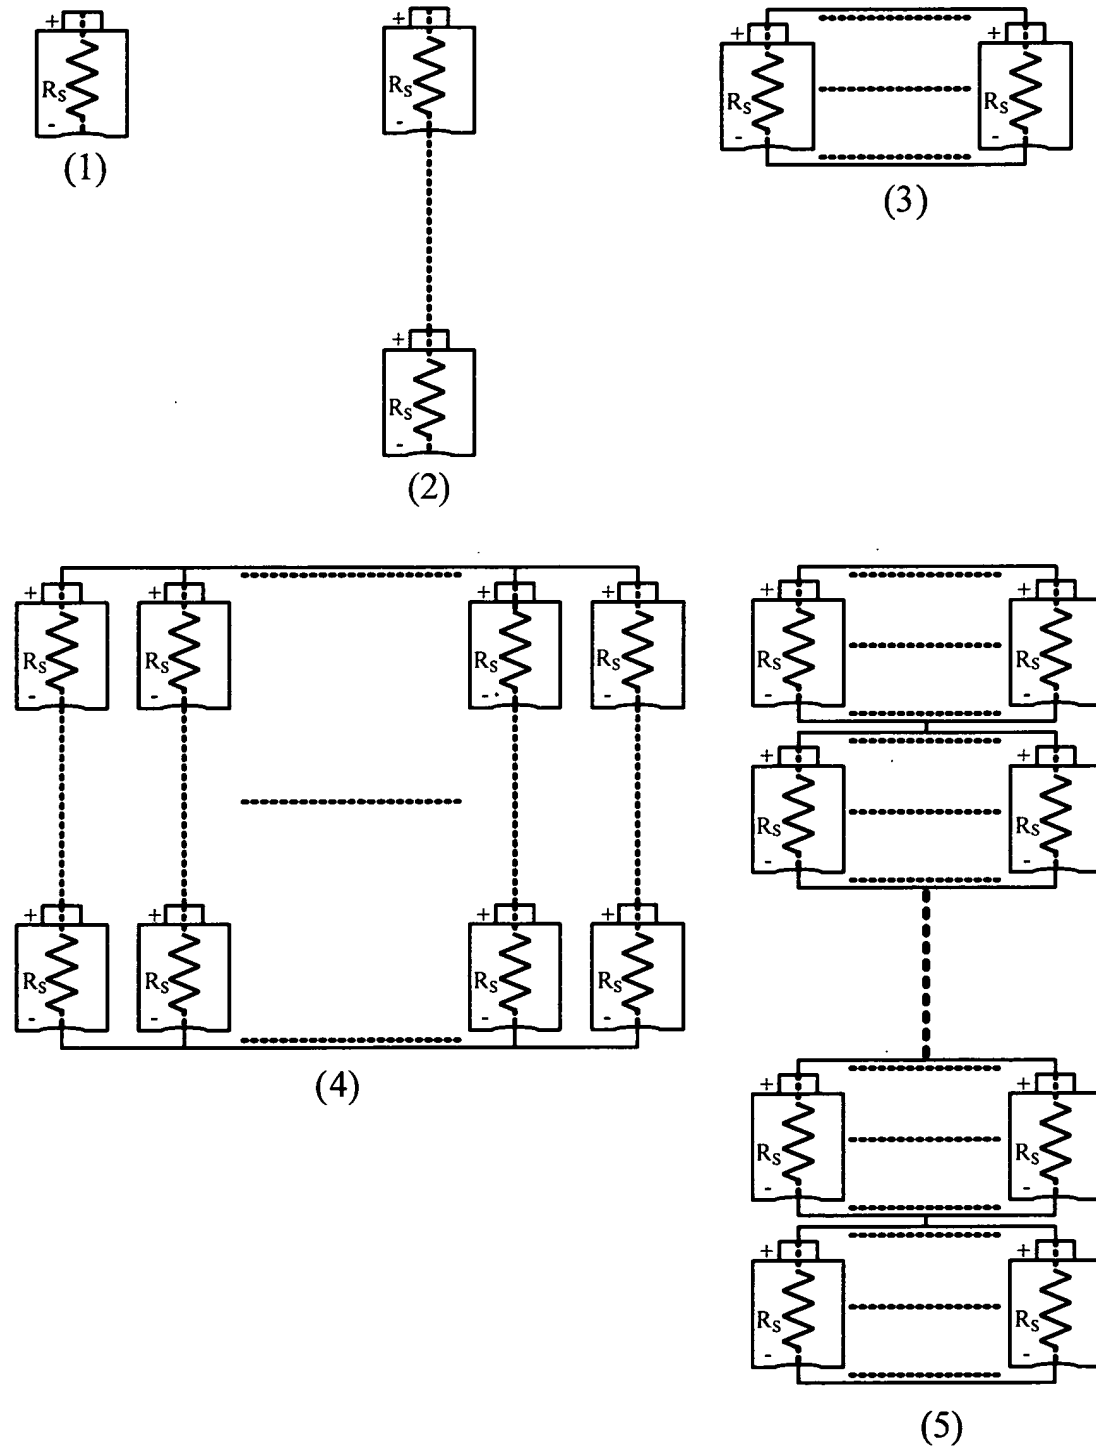 +
Rs
-
(1)
+
Rs
-
+
Rs
-
(2)
+ +
Rs Rs
- -
(3)
+ + + +
Rs Rs Rs Rs
- - - -
+ + + +
Rs Rs Rs Rs
- - - -
(4)
+ +
Rs Rs
- -
+ +
Rs Rs
- -
+ +
Rs Rs
- -
+ +
Rs Rs
- -
(5)